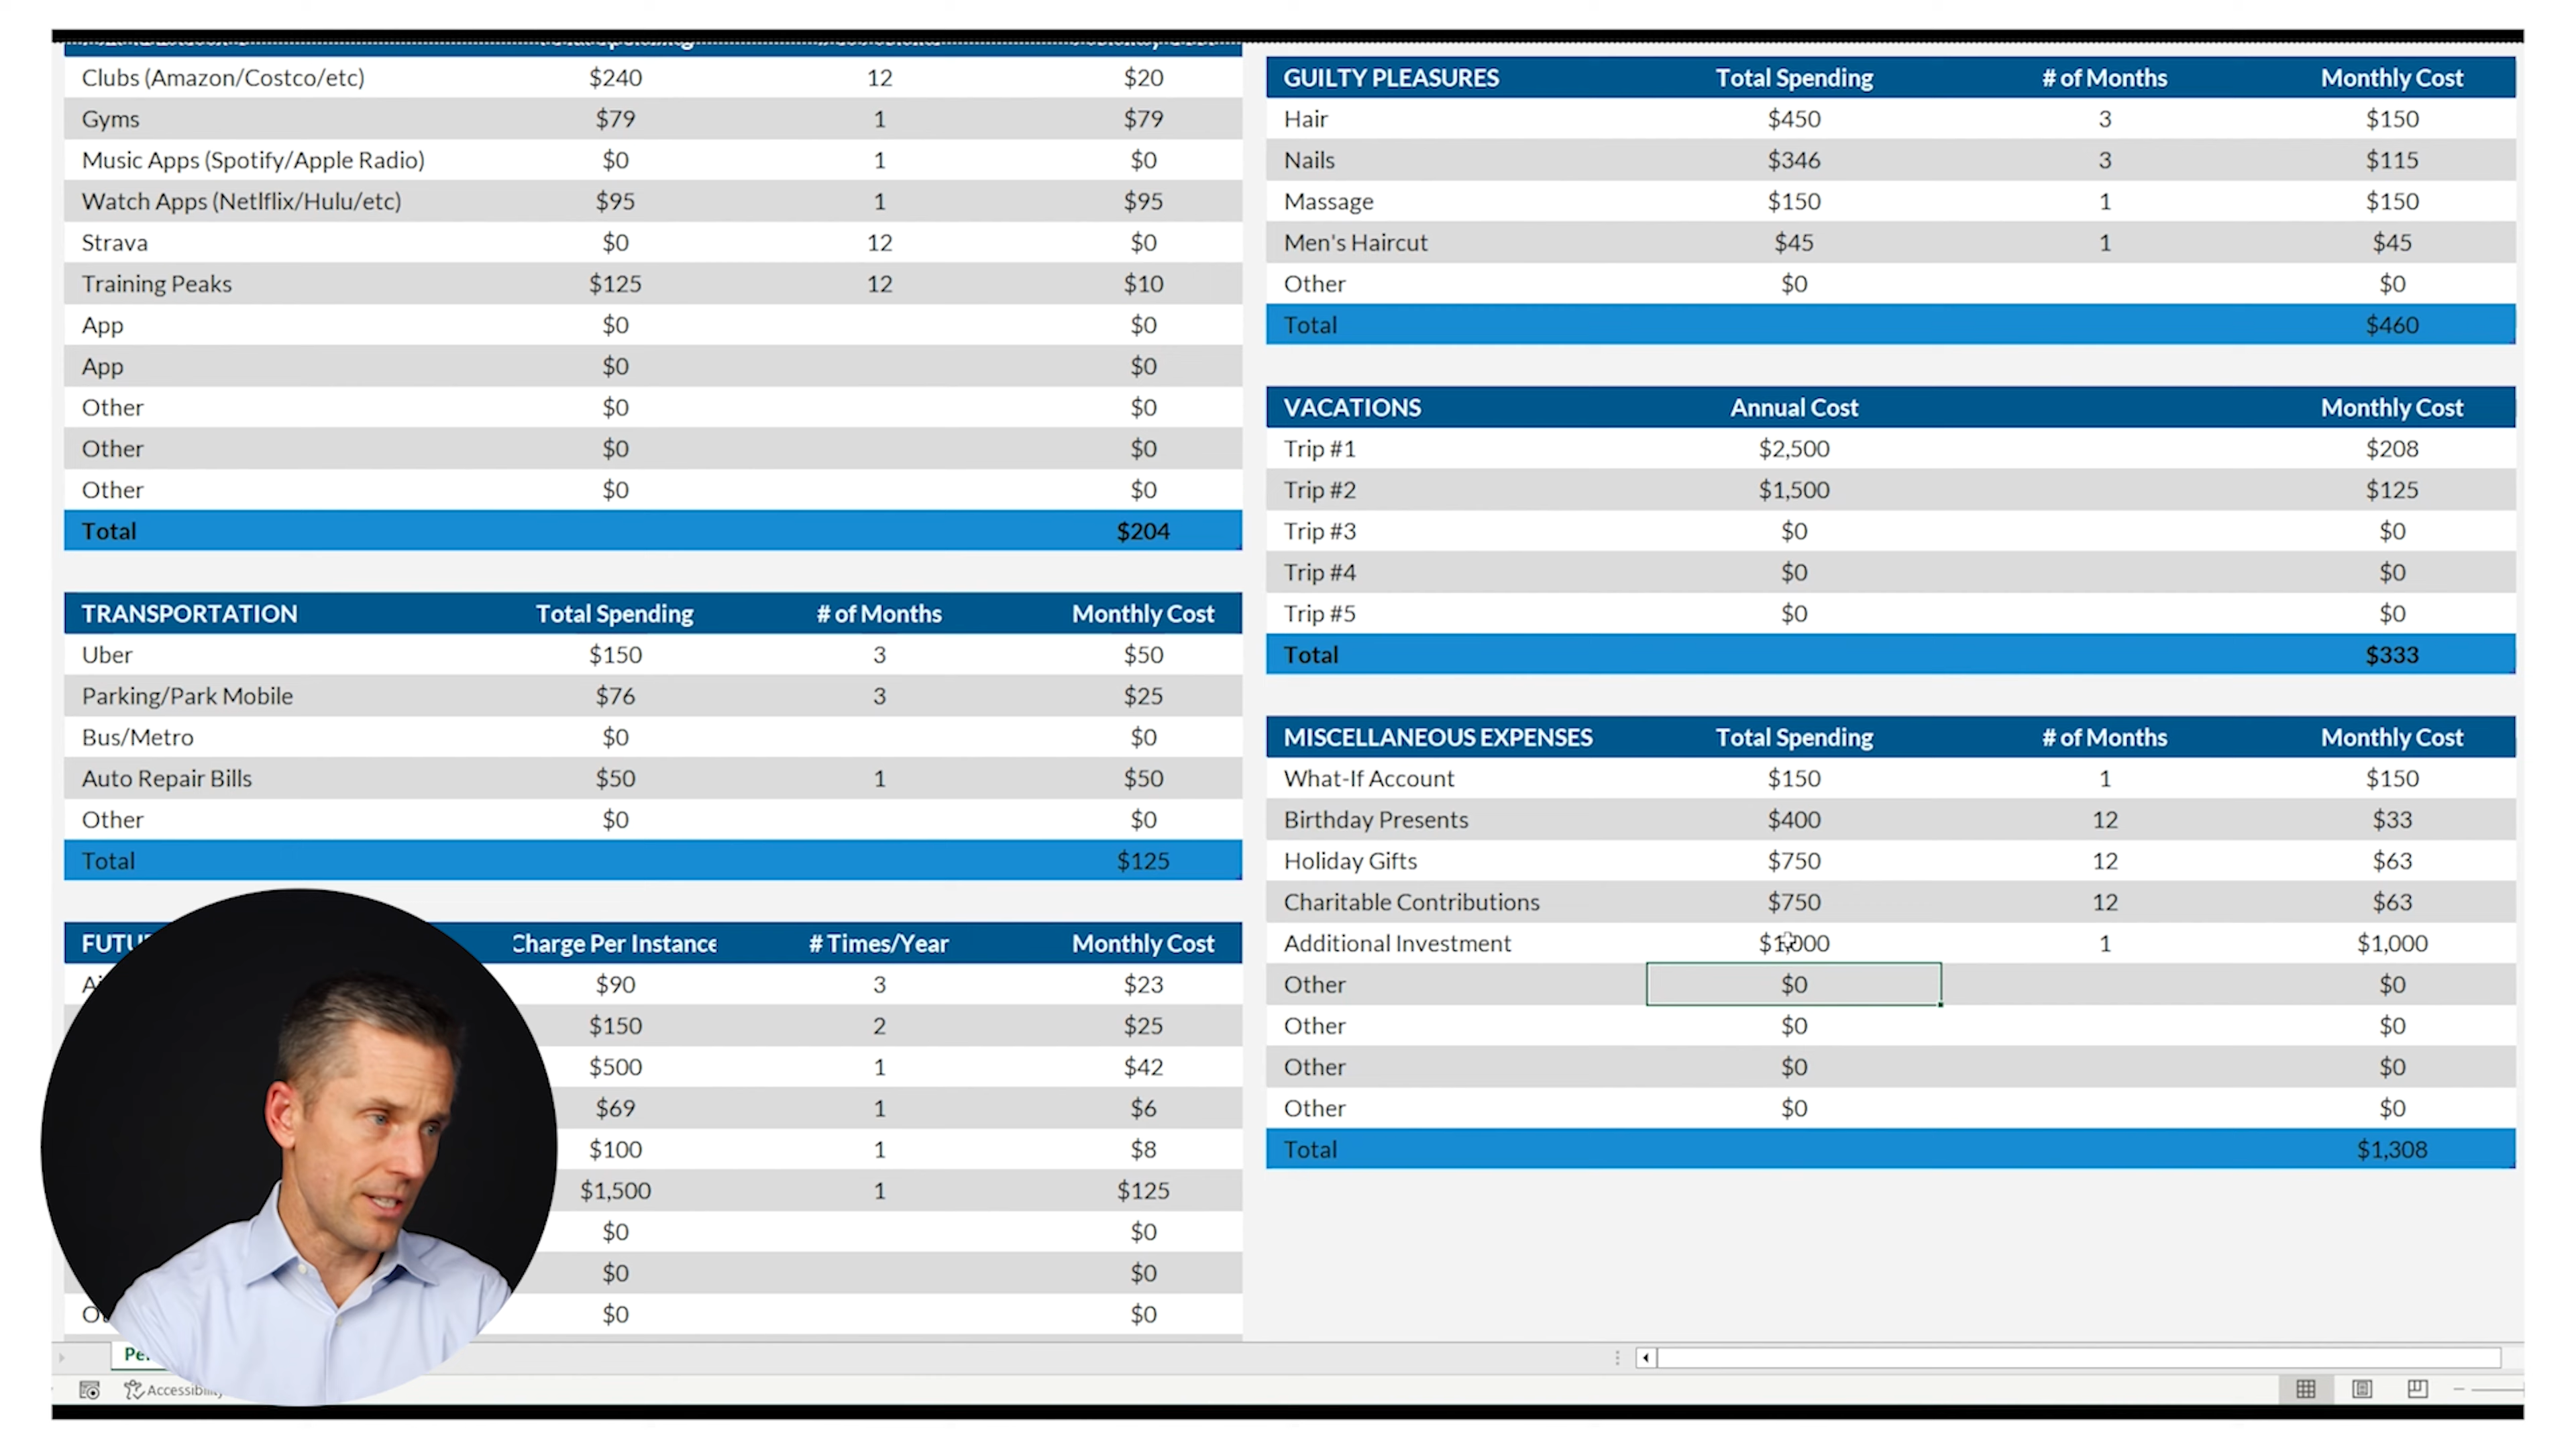 Clubs (Amazon/Costco/etc) $240 12 $20
Gyms $79 1 $79
Music Apps (Spotify/Apple Radio) $0 1 $0
Watch Apps (Netlflix/Hulu/etc) $95 1 $95
Strava $0 12 $0
Training Peaks $125 12 $10
App $0 $0
App $0 $0
Other $0 $0
Other $0 $0
Other $0 $0
Total $204
TRANSPORTATION Total Spending # of Months Monthly Cost
Uber $150 3 $50
Parking/Park Mobile $76 3 $25
Bus/Metro $0 $0
Auto Repair Bills $50 1 $50
Other $0 $0
Total $125
Charge Per Instance # Times/Year Monthly Cost
$90 3 $23
$150 2 $25
$500 1 $42
$69 1 $6
$100 1 $8
$1,500 1 $125
$0 $0
$0 $0
$0 $0
GUILTY PLEASURES Total Spending # of Months Monthly Cost
Hair $450 3 $150
Nails $346 3 $115
Massage $150 1 $150
Men's Haircut $45 1 $45
Other $0 $0
Total $460
VACATIONS Annual Cost Monthly Cost
Trip #1 $2,500 $208
Trip #2 $1,500 $125
Trip #3 $0 $0
Trip #4 $0 $0
Trip #5 $0 $0
Total $333
MISCELLANEOUS EXPENSES Total Spending # of Months Monthly Cost
What-If Account $150 1 $150
Birthday Presents $400 12 $33
Holiday Gifts $750 12 $63
Charitable Contributions $750 12 $63
Additional Investment $1,000 1 $1,000
Other $0 $0
Other $0 $0
Other $0 $0
Other $0 $0
Total $1,308